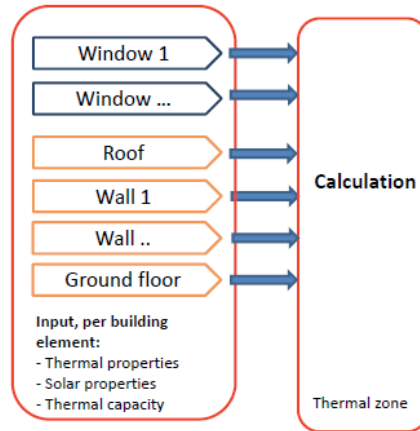 Window 1
Window ...
Roof
Wall 1
Wall ..
Ground floor
Input, per building
element:
- Thermal properties
- Solar properties
- Thermal capacity
Calculation
Thermal zone